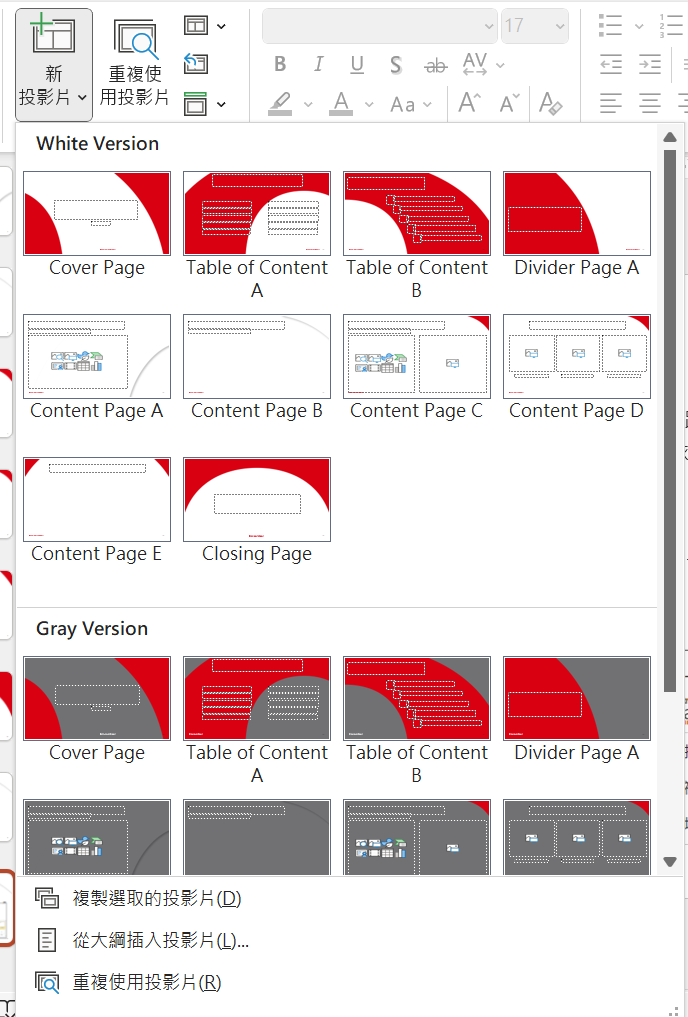 新
投影片
重複使
用投影片
17
B I U S ab AV
A Aa A A A
White Version
Cover Page
Table of Content
A
Table of Content
B
Divider Page A
Content Page A
Content Page B
Content Page C
Content Page D
Content Page E
Closing Page
Gray Version
Cover Page
Table of Content
A
Table of Content
B
Divider Page A
複製選取的投影片(D)
從大綱插入投影片(L)...
重複使用投影片(R)